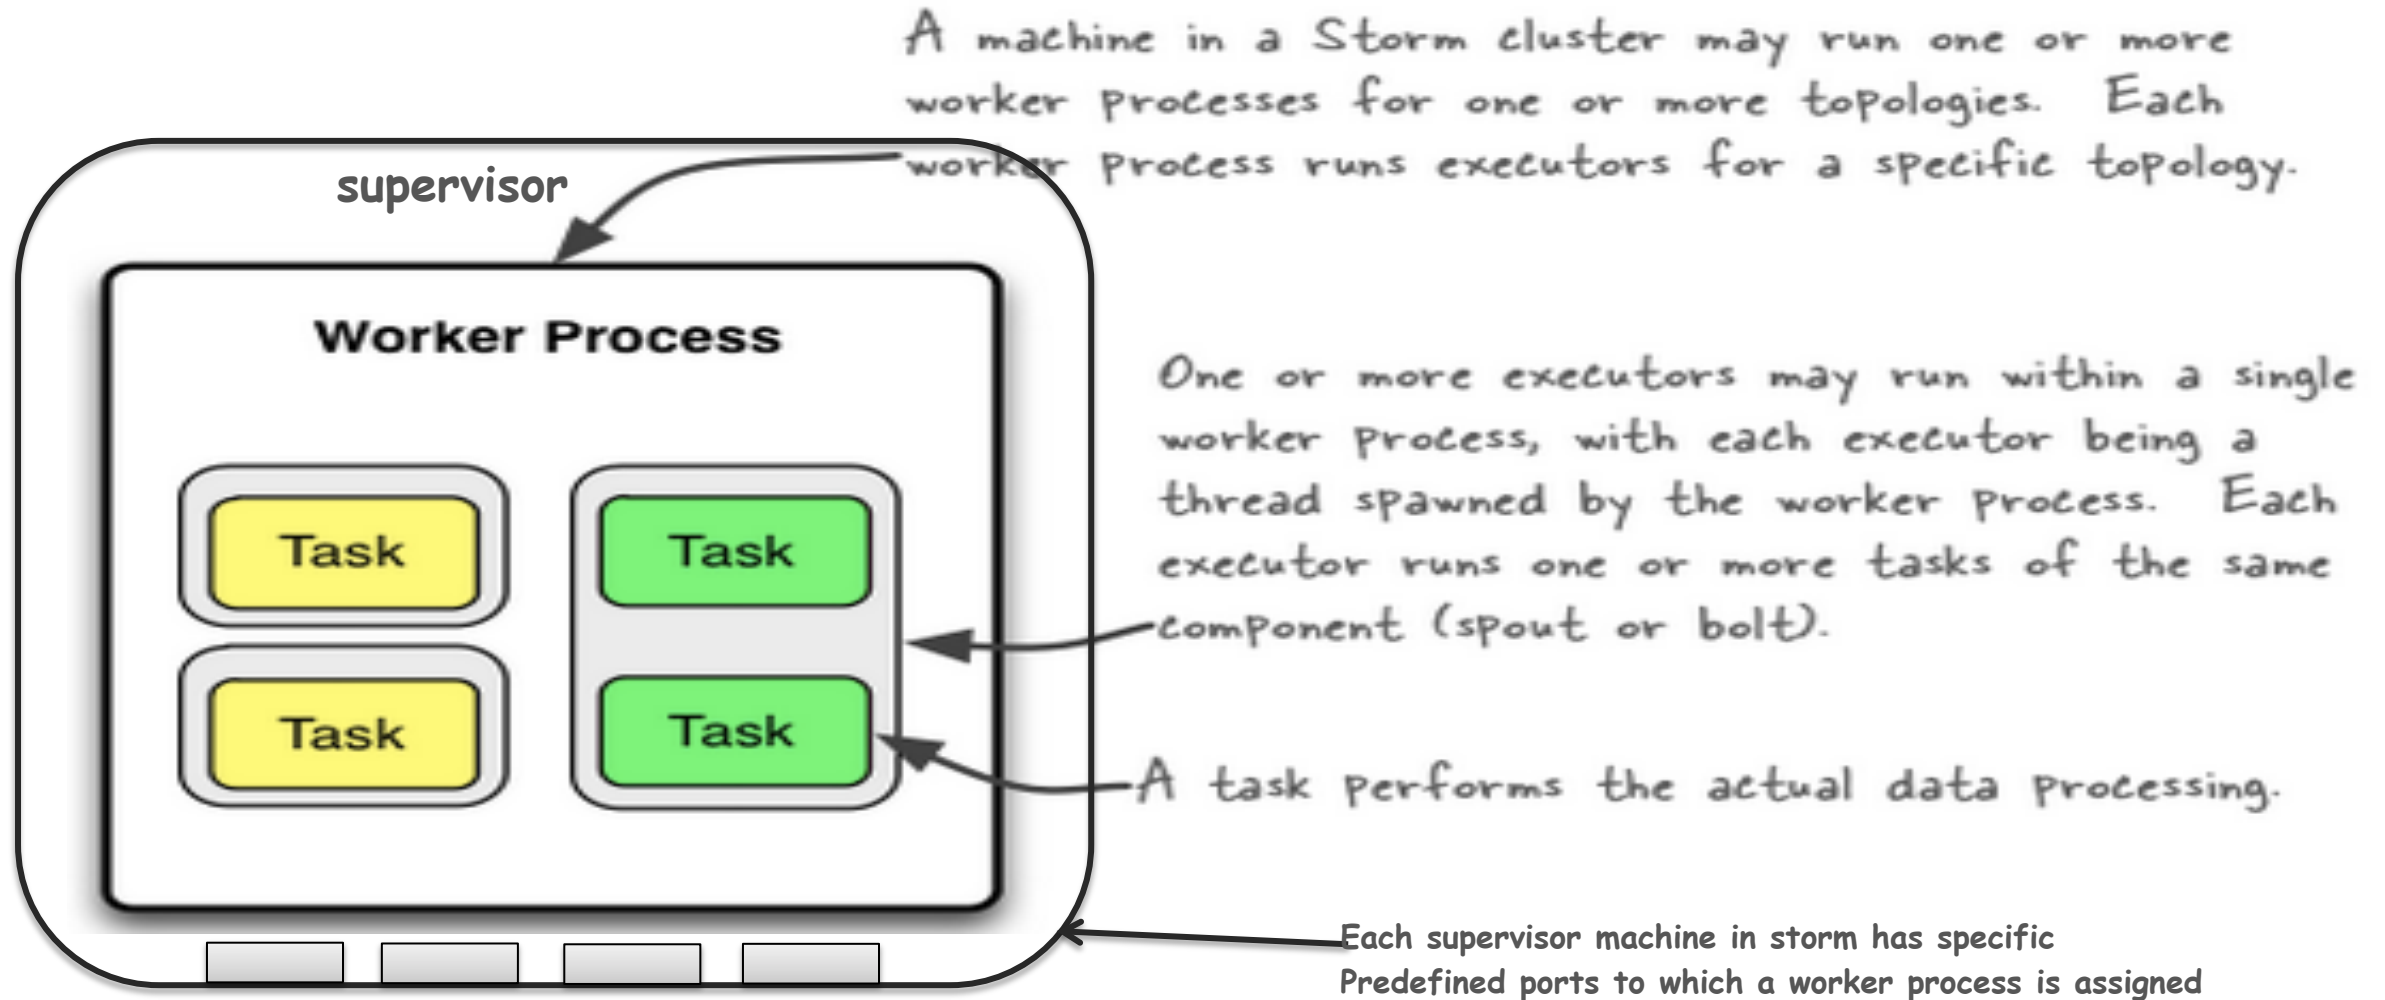 A machine in a Storm cluster may run one or more
worker processes for one or more topologies. Each
worker process runs executors for a specific topology.
supervisor
Worker Process
One or more executors may run within a single
worker process, with each executor being a
thread spawned by the worker process. Each
executor runs one or more tasks of the same
component (spout or bolt).
Task
Task
Task
Task
A task performs the actual data processing.
Each supervisor machine in storm has specific
Predefined ports to which a worker process is assigned